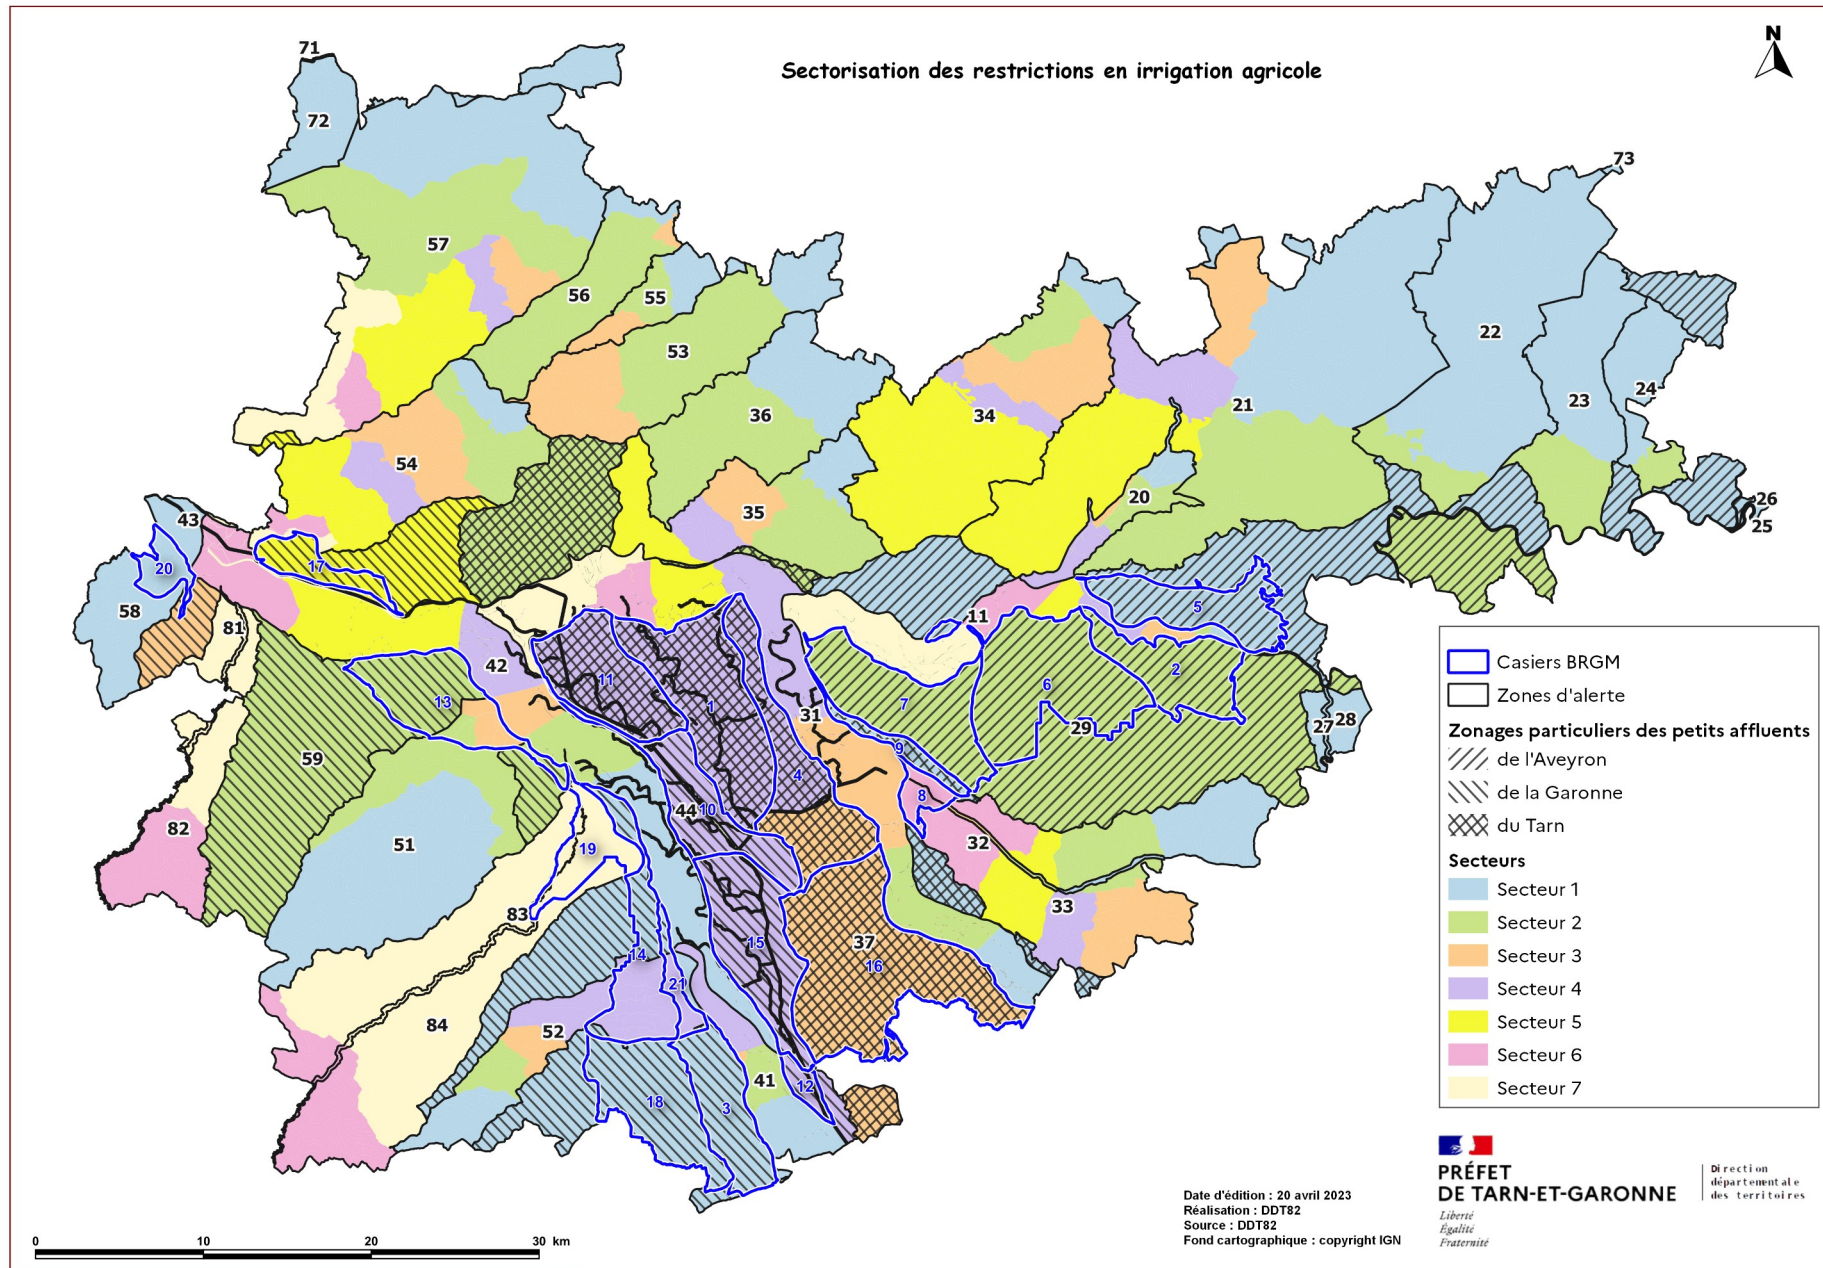 71
Sectorisation des restrictions en irrigation agricole
N
72
73
57
56
55
53
22
36
34
21
23
24
54
35
20
43
26
25
20
17
58
81
11
5
42
13
11
1
31
7
6
2
29
27
28
59
9
4
8
44
10
82
51
19
32
83
33
14
15
37
16
21
84
52
41
12
18
3
Casiers BRGM
Zones d'alerte
Zonages particuliers des petits affluents
de l'Aveyron
de la Garonne
du Tarn
Secteurs
Secteur 1
Secteur 2
Secteur 3
Secteur 4
Secteur 5
Secteur 6
Secteur 7
PRÉFET
DE TARN-ET-GARONNE
Liberté
Égalité
Fraternité
Direction
départementale
des territoires
Date d'édition : 20 avril 2023
Réalisation : DDT82
Source : DDT82
Fond cartographique : copyright IGN
0 10 20 30 km